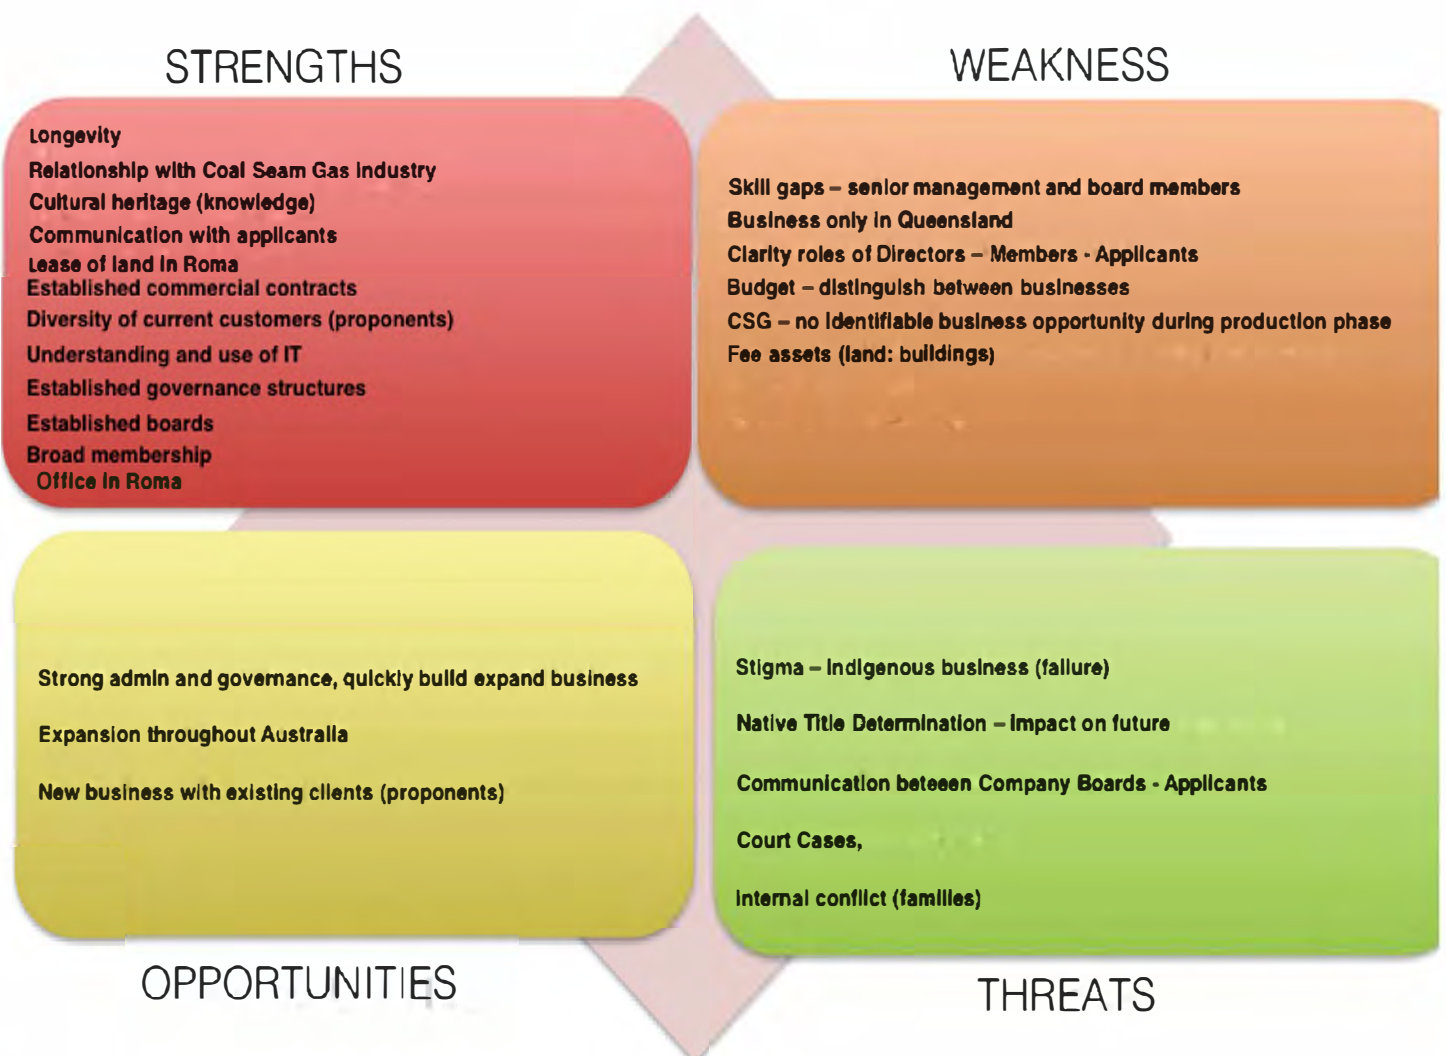 STRENGTHS
Longevity
Relationship with Coal Seam Gas industry
Cultural heritage (knowledge)
Communication with applicants
Lease of land in Roma
Established commercial contracts
Diversity of current customers (proponents)
Understanding and use of IT
Established governance structures
Established boards
Broad membership
Office in Roma
WEAKNESS
Skill gaps – senior management and board members
Business only in Queensland
Clarity roles of Directors – Members - Applicants
Budget – distinguish between businesses
CSG – no identifiable business opportunity during production phase
Fee assets (land: buildings)
Strong admin and governance, quickly build expand business
Expansion throughout Australia
New business with existing clients (proponents)
OPPORTUNITIES
Stigma – Indigenous business (failure)
Native Title Determination – impact on future
Communication beteeen Company Boards - Applicants
Court Cases,
Internal conflict (families)
THREATS